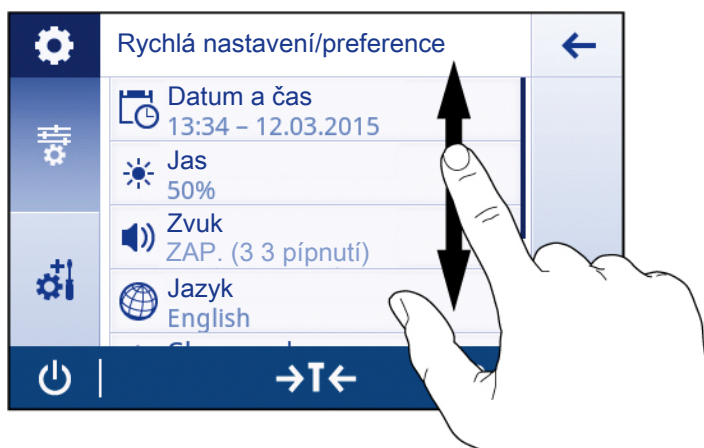 Rychlá nastavení/preference
Datum a čas
13:34 – 12.03.2015
Jas
50%
Zvuk
ZAP. (3 3 pípnutí)
Jazyk
English
→T←